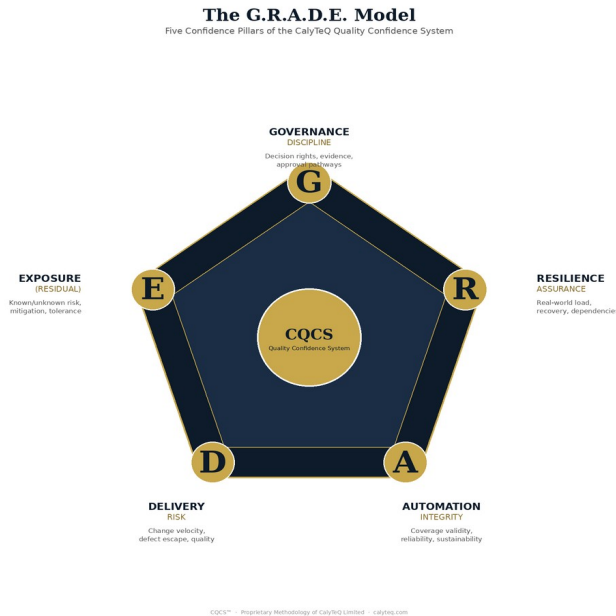 The G.R.A.D.E. Model
Five Confidence Pillars of the CalyTeQ Quality Confidence System
GOVERNANCE
DISCIPLINE
Decision rights, evidence,
approval pathways
G
EXPOSURE
(RESIDUAL)
Known/unknown risk,
mitigation, tolerance
E
R
RESILIENCE
ASSURANCE
Real-world load,
recovery, dependencie
CQCS
Quality Confidence System
D
A
DELIVERY
RISK
Change velocity,
defect escape, quality
AUTOMATION
INTEGRITY
Coverage validity,
reliability, sustainability
CQCS™ · Proprietary Methodology of CalyTeQ Limited · calyteq.com